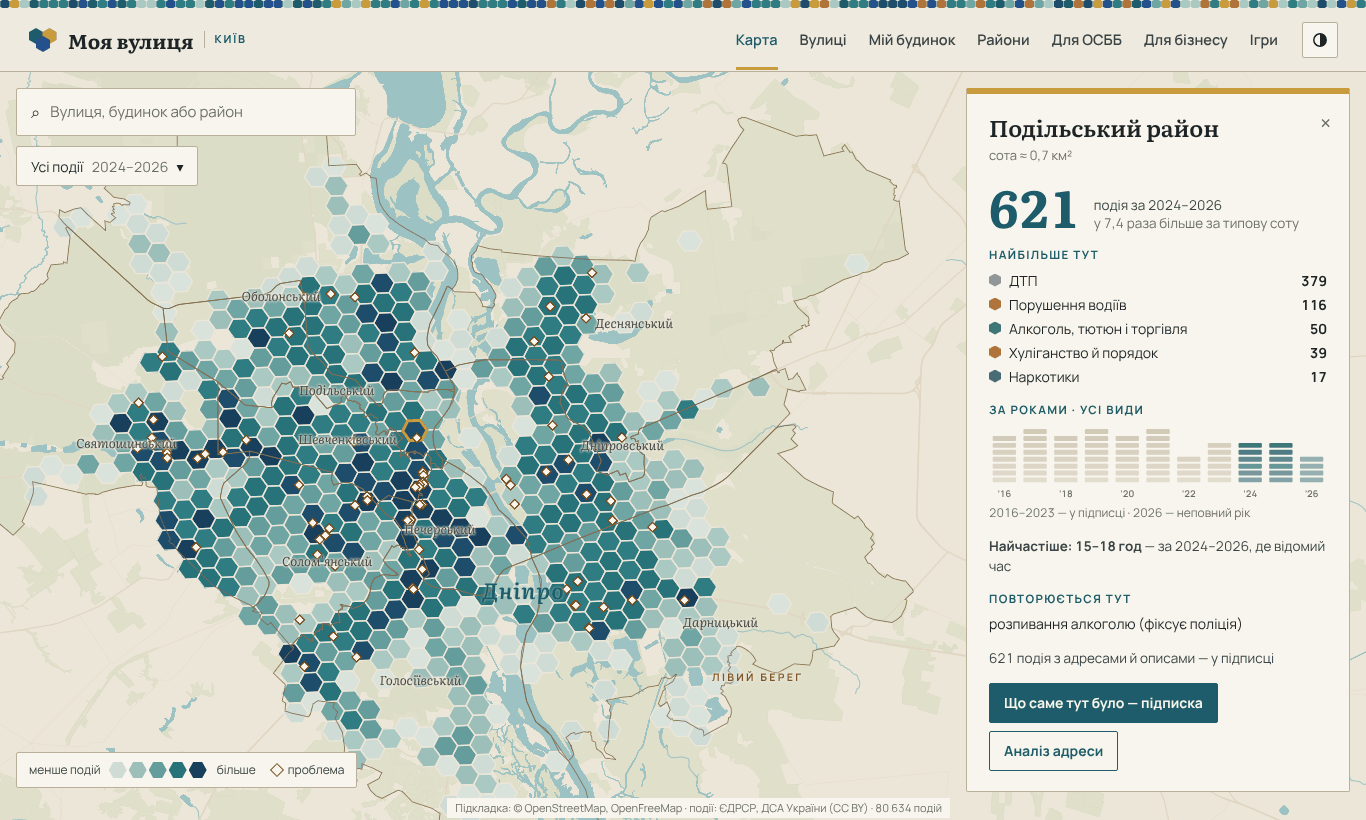 Моя вулиця
КИЇВ
Карта
Вулиці
Мій будинок
Райони
Для ОСББ
Для бізнесу
Ігри
Вулиця, будинок або район
Усі події 2024–2026 ▾
Оболонський
Деснянський
Подільський
Шевченківський
Святошинський
Дніпровський
Печерський
Солом'янський
Дніпро
Дарницький
ЛІВИЙ БЕРЕГ
Голосіївський
менше подій
більше
проблема
Підкладка: © OpenStreetMap, OpenFreeMap · події: ЄДРСР, ДСА України (CC BY) · 80 634 подій
Подільський район
×
сота ≈ 0,7 км²
621
подія за 2024–2026
у 7,4 раза більше за типову соту
НАЙБІЛЬШЕ ТУТ
ДТП 379
Порушення водіїв 116
Алкоголь, тютюн і торгівля 50
Хуліганство й порядок 39
Наркотики 17
ЗА РОКАМИ · УСІ ВИДИ
'16 '18 '20 '22 '24 '26
2016–2023 — у підписці · 2026 — неповний рік
Найчастіше: 15–18 год — за 2024–2026, де відомий
час
ПОВТОРЮЄТЬСЯ ТУТ
розпивання алкоголю (фіксує поліція)
621 подія з адресами й описами — у підписці
Що саме тут було — підписка
Аналіз адреси